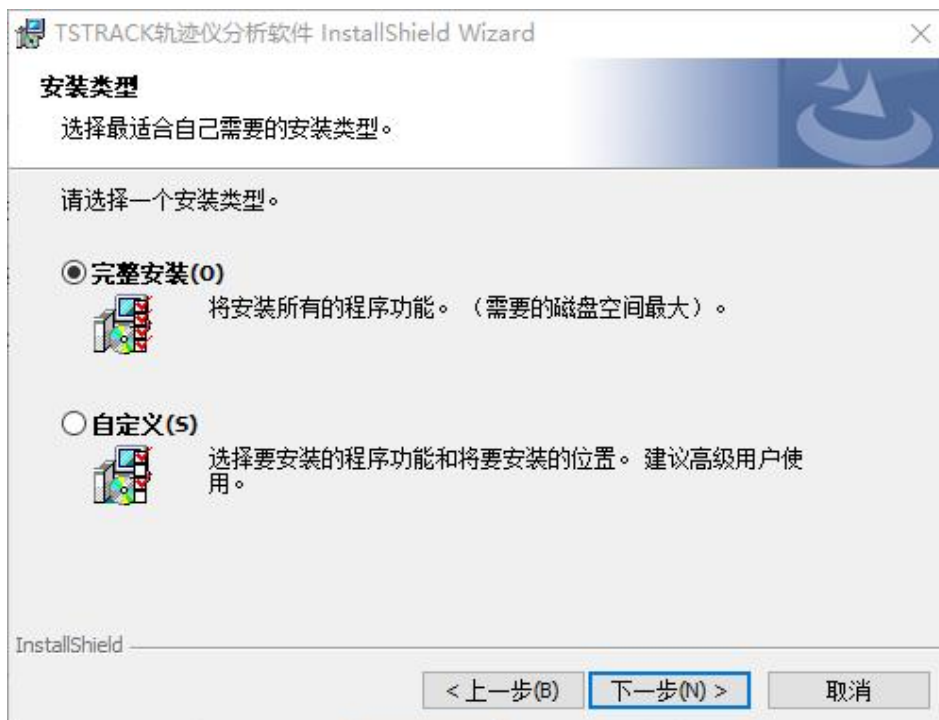 TSTRACK轨迹仪分析软件 InstallShield Wizard
安装类型
选择最适合自己需要的安装类型。
请选择一个安装类型。
完整安装(O)
将安装所有的程序功能。（需要的磁盘空间最大）。
自定义(S)
选择要安装的程序功能和将要安装的位置。建议高级用户使
用。
InstallShield
< 上一步(B)
下一步(N) >
取消